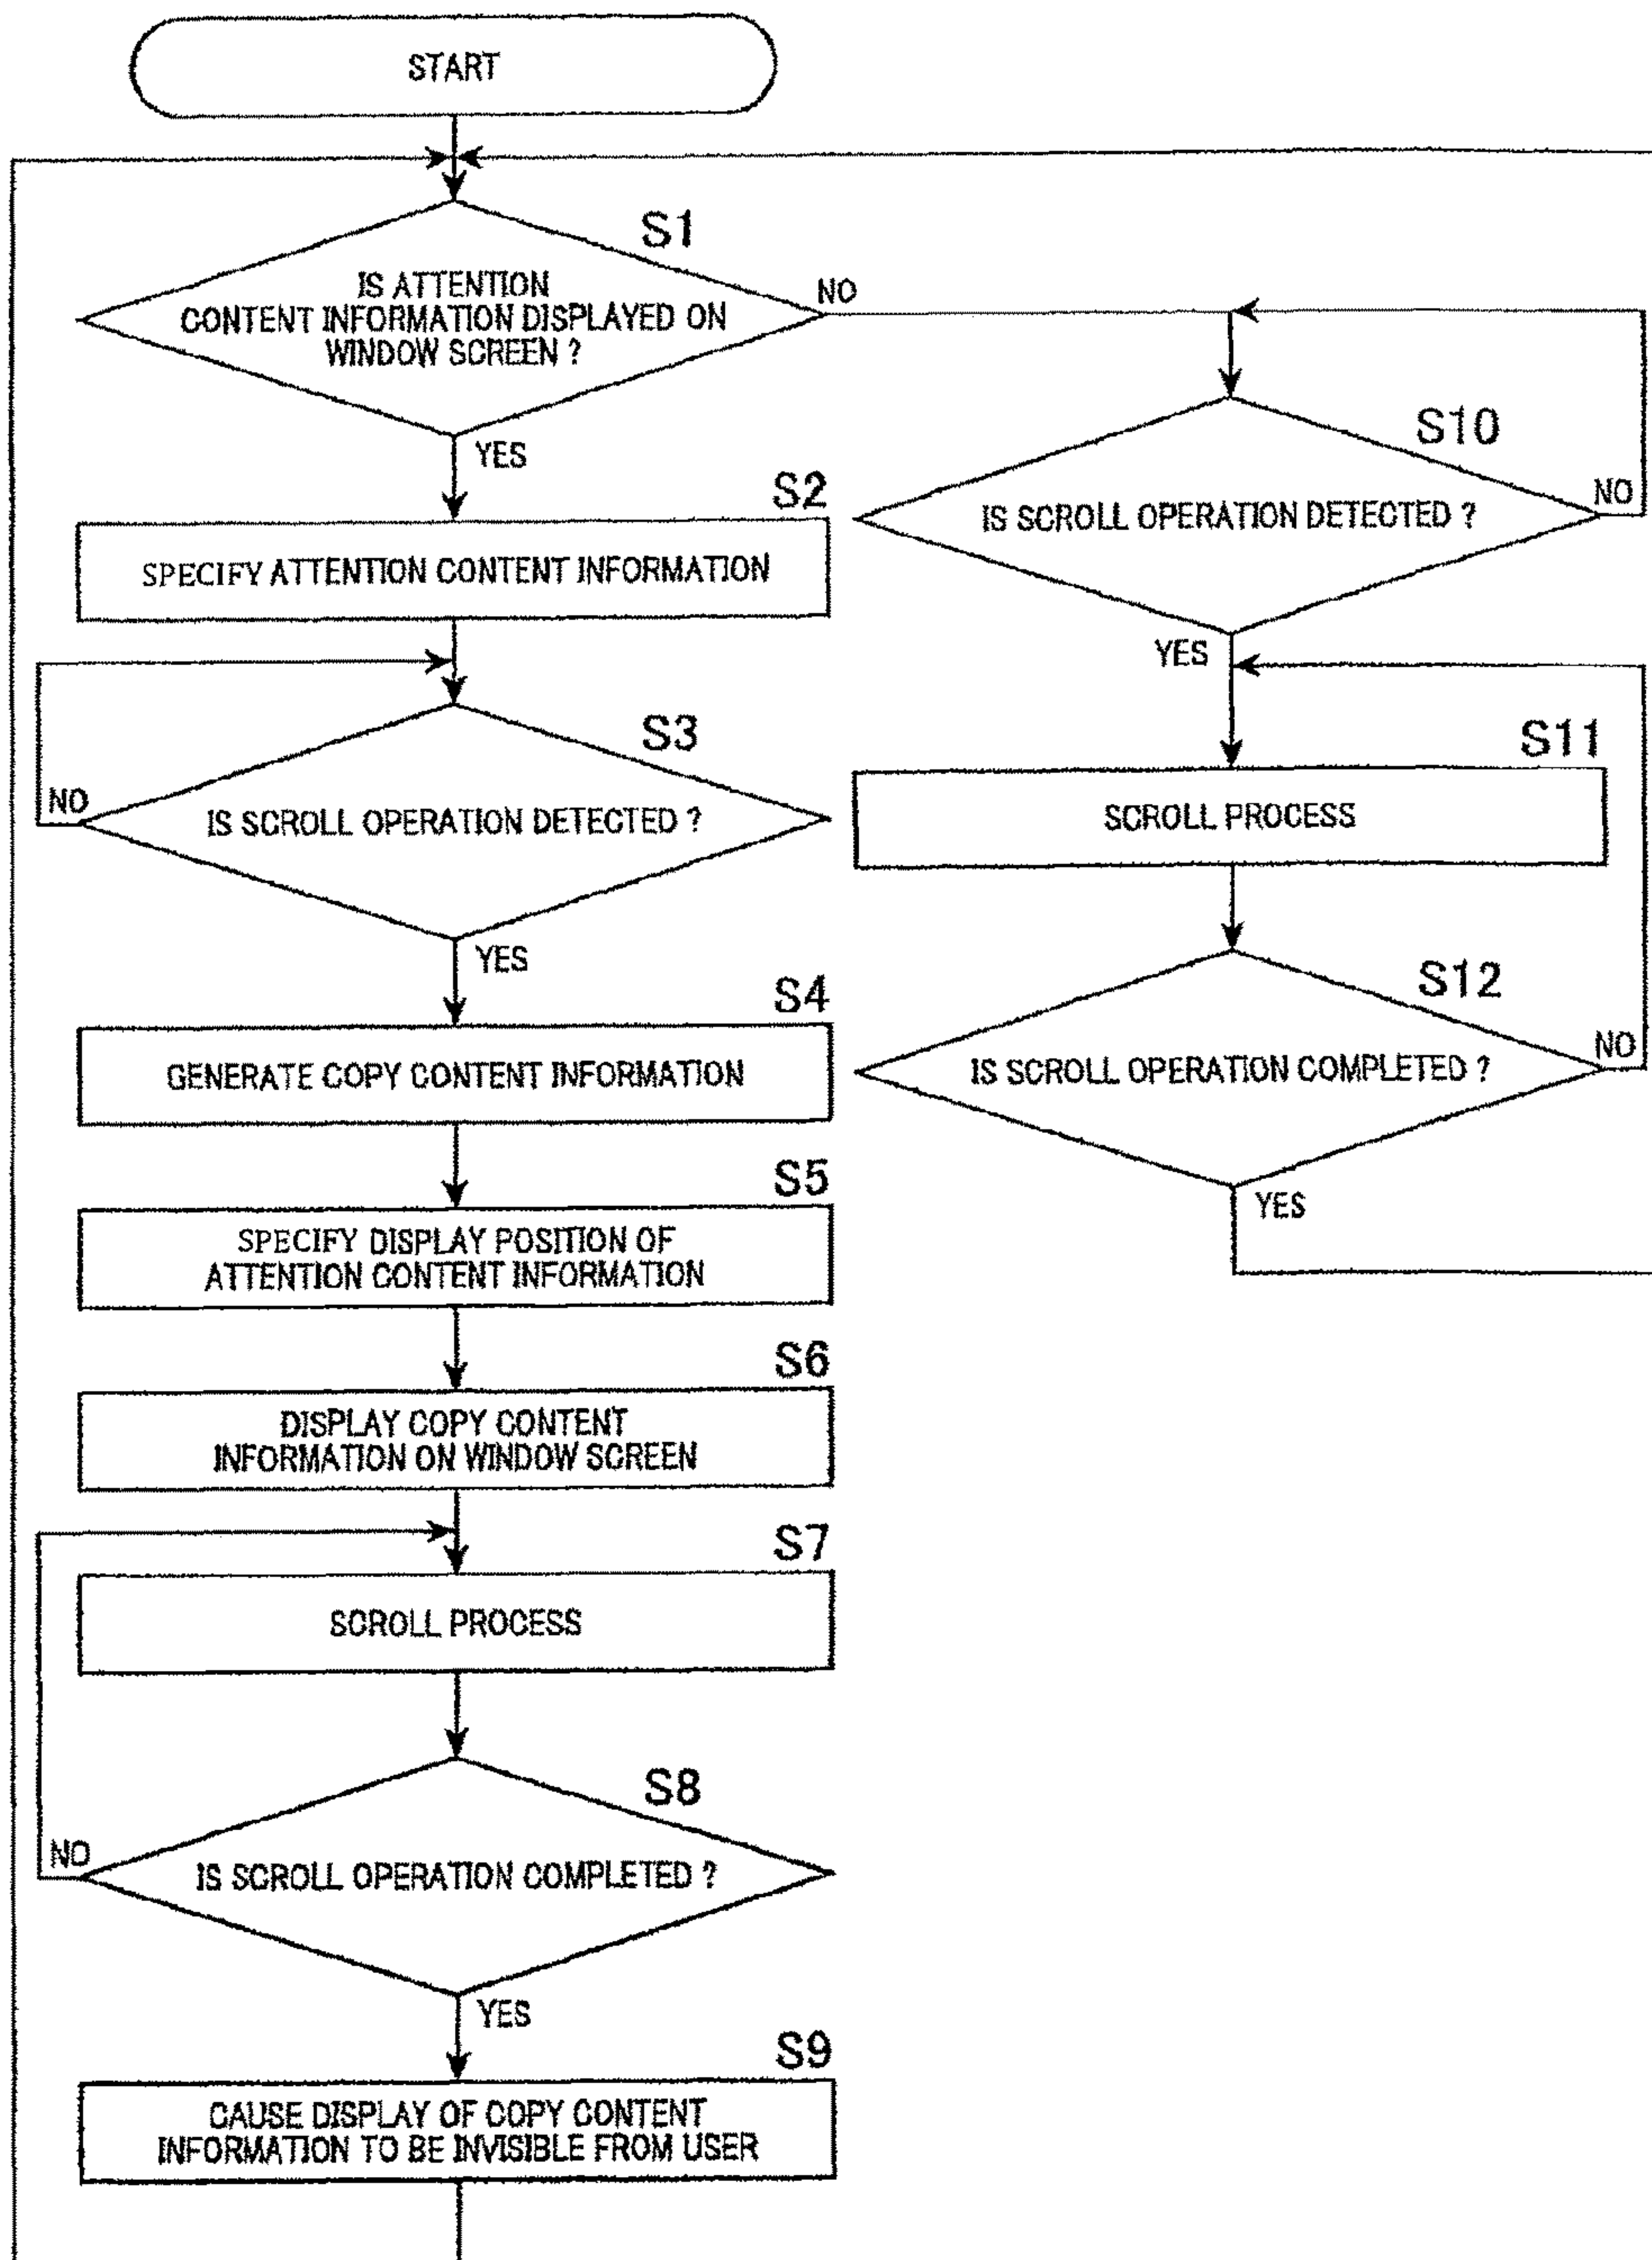 START
S1
IS ATTENTION
CONTENT INFORMATION DISPLAYED ON
WINDOW SCREEN ?
NO
YES
S2
SPECIFY ATTENTION CONTENT INFORMATION
S3
IS SCROLL OPERATION DETECTED ?
NO
YES
S4
GENERATE COPY CONTENT INFORMATION
S5
SPECIFY DISPLAY POSITION OF
ATTENTION CONTENT INFORMATION
S6
DISPLAY COPY CONTENT
INFORMATION ON WINDOW SCREEN
S7
SCROLL PROCESS
S8
IS SCROLL OPERATION COMPLETED ?
NO
YES
S9
CAUSE DISPLAY OF COPY CONTENT
INFORMATION TO BE INVISIBLE FROM USER
S10
IS SCROLL OPERATION DETECTED ?
NO
YES
S11
SCROLL PROCESS
S12
IS SCROLL OPERATION COMPLETED ?
NO
YES